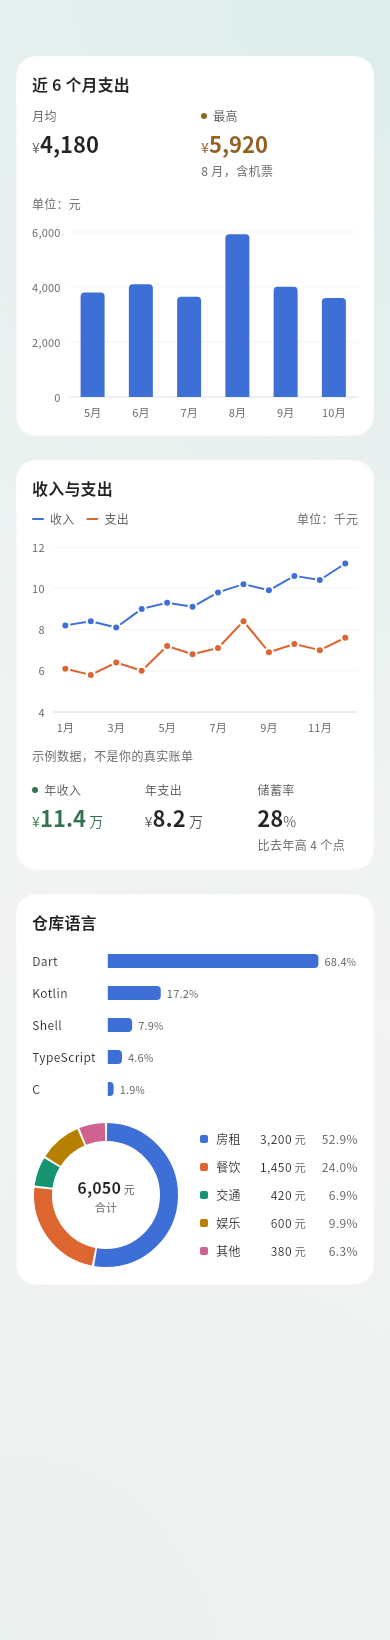 近 6 个月支出
月均
最高
¥4,180
¥5,920
8 月，含机票
单位：元
6,000
4,000
2,000
0
5月 6月 7月 8月 9月 10月
收入与支出
收入 支出 单位：千元
12
10
8
6
4
1月 3月 5月 7月 9月 11月
示例数据，不是你的真实账单
年收入 年支出 储蓄率
¥11.4 万 ¥8.2 万 28%
比去年高 4 个点
仓库语言
Dart 68.4%
Kotlin 17.2%
Shell 7.9%
TypeScript 4.6%
C 1.9%
6,050 元
合计
房租 3,200 元 52.9%
餐饮 1,450 元 24.0%
交通 420 元 6.9%
娱乐 600 元 9.9%
其他 380 元 6.3%